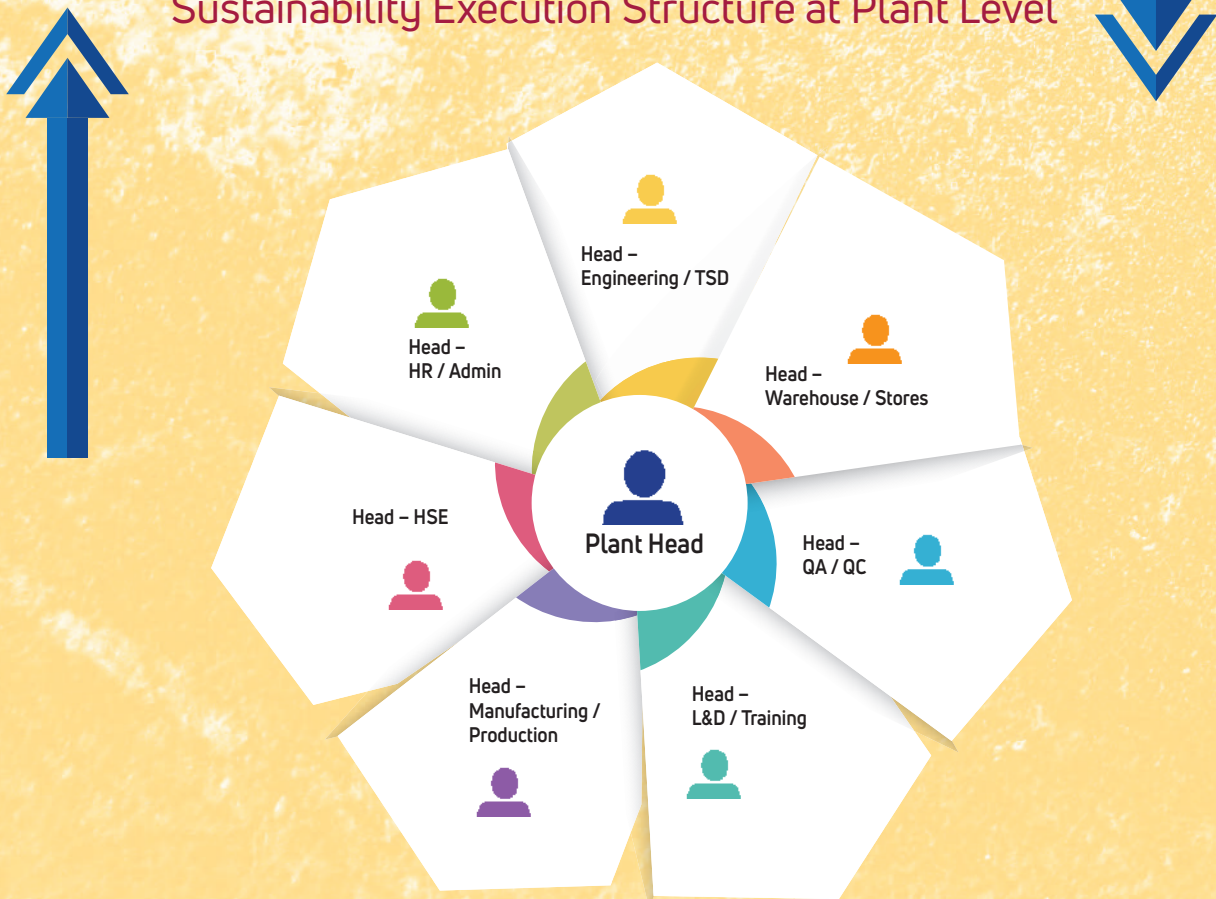 Sustainability Execution Structure at Plant Level
Head –
Engineering / TSD
Head –
HR / Admin
Head –
Warehouse / Stores
Head – HSE
Plant Head
Head –
QA / QC
Head –
Manufacturing /
Production
Head –
L&D / Training